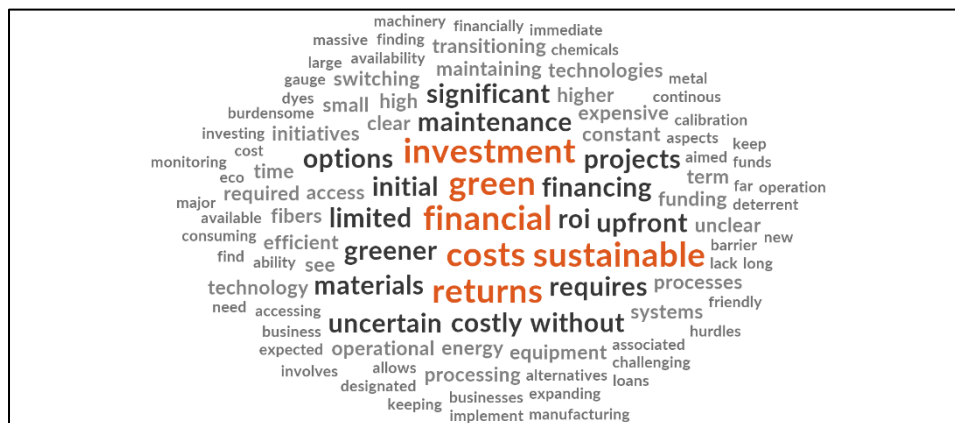 machinery financially immediate
massive finding transitioning chemicals
large availability maintaining technologies
gauge switching metal
dyes small high significant higher continous
burdensome clear maintenance expensive calibration
investing initiatives constant aspects keep
monitoring cost options investment projects aimed funds
eco time initial green financing term far operation
major required access funding deterrent
available fibers limited financial roi upfront unclear
consuming efficient greener costs sustainable barrier new
find ability see lack long
technology materials returns requires processes
need accessing systems friendly
business uncertain costly without hurdles
expected operational energy equipment associated
involves allows processing alternatives challenging
designated loans
keeping businesses expanding
implement manufacturing